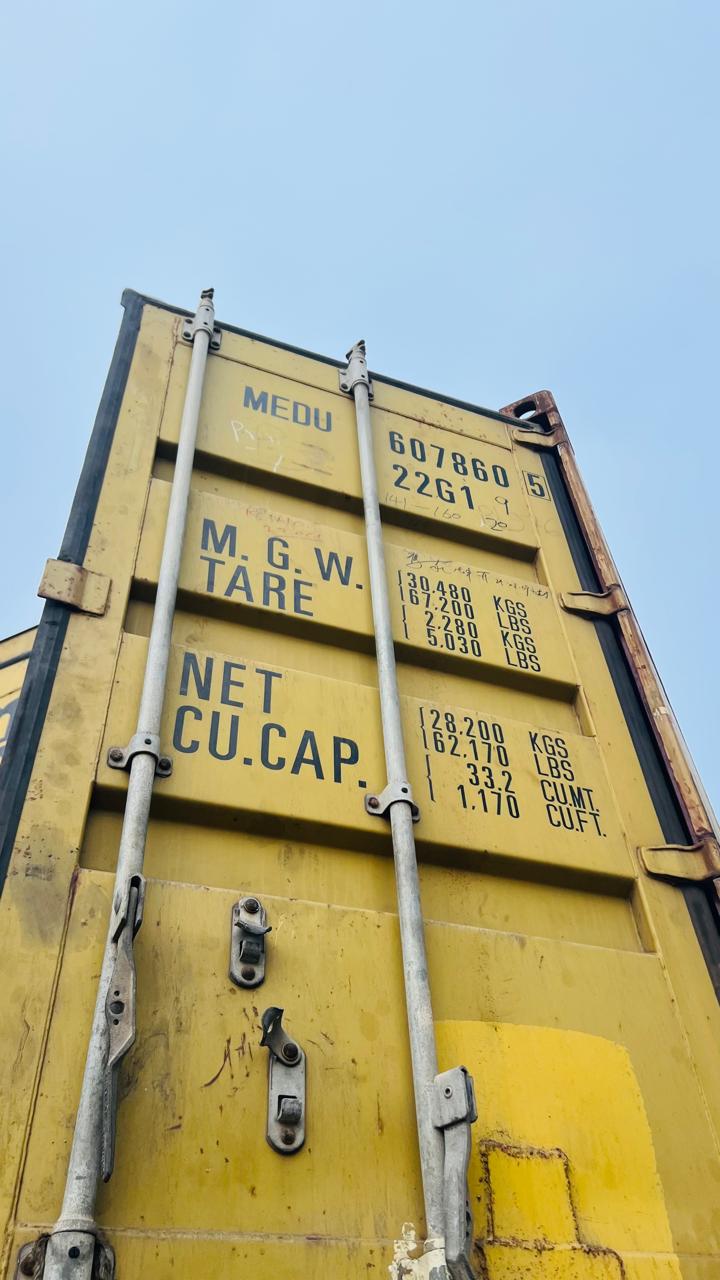 MEDU
607860 5
22G1
M. G. W. 30,480 KGS
67,200 LBS
TARE 2,280 KGS
5,030 LBS
NET 28,200 KGS
62,170 LBS
CU.CAP. 33,2 CU.MT.
1,170 CU.FT.